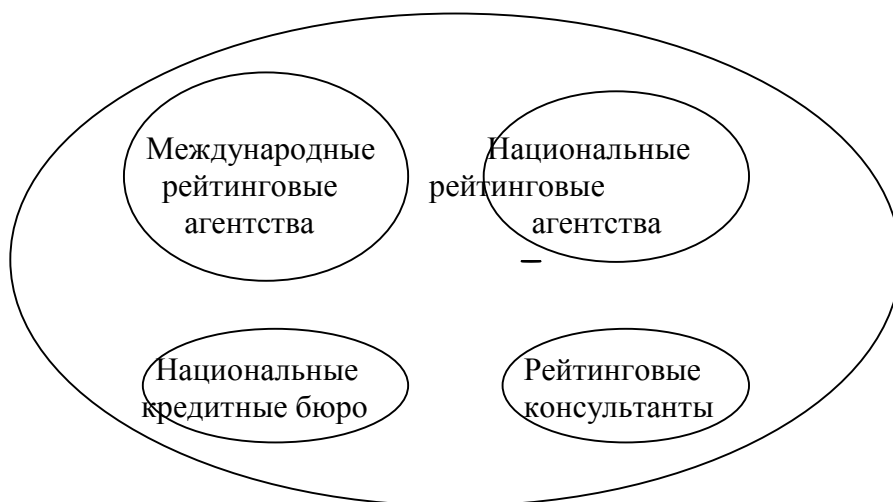 Международные
рейтинговые
агентства
Национальные
рейтинговые
агентства
Национальные
кредитные бюро
Рейтинговые
консультанты